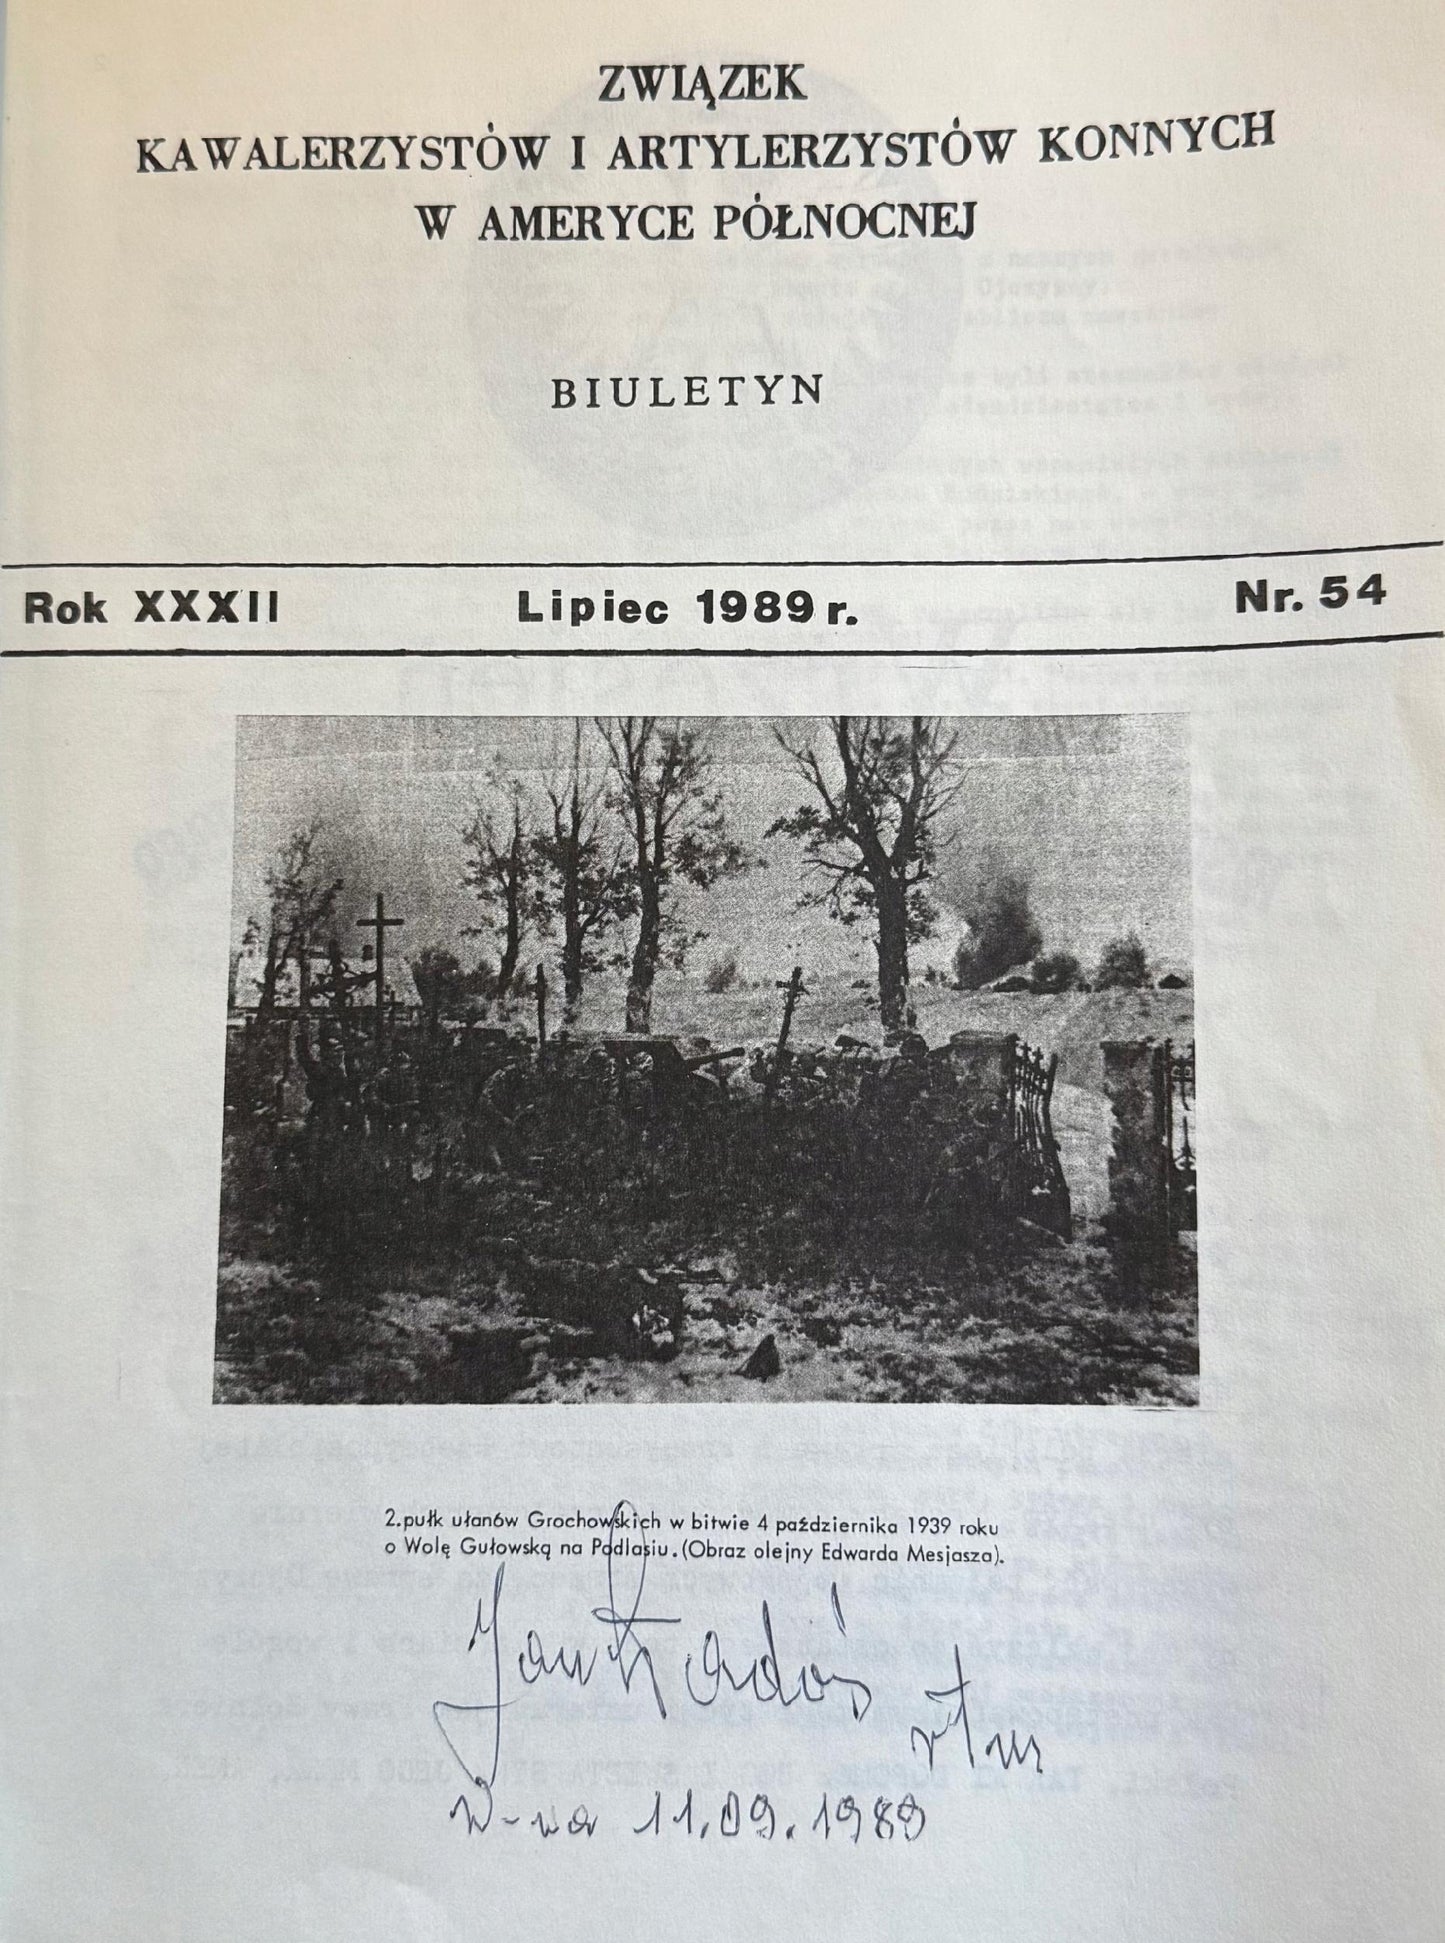 ZWIĄZEK
KAWALERZYSTÓW I ARTYLERZYSTÓW KONNYCH
W AMERYCE PÓŁNOCNEJ
BIULETYN
Rok XXXII Lipiec 1989 r. Nr. 54
2.pułk ułanów Grochowskich w bitwie 4 października 1939 roku
o Wolę Gułowską na Podlasiu.(Obraz olejny Edwarda Mesjasza).
Jan
W-wa 11.09.1989